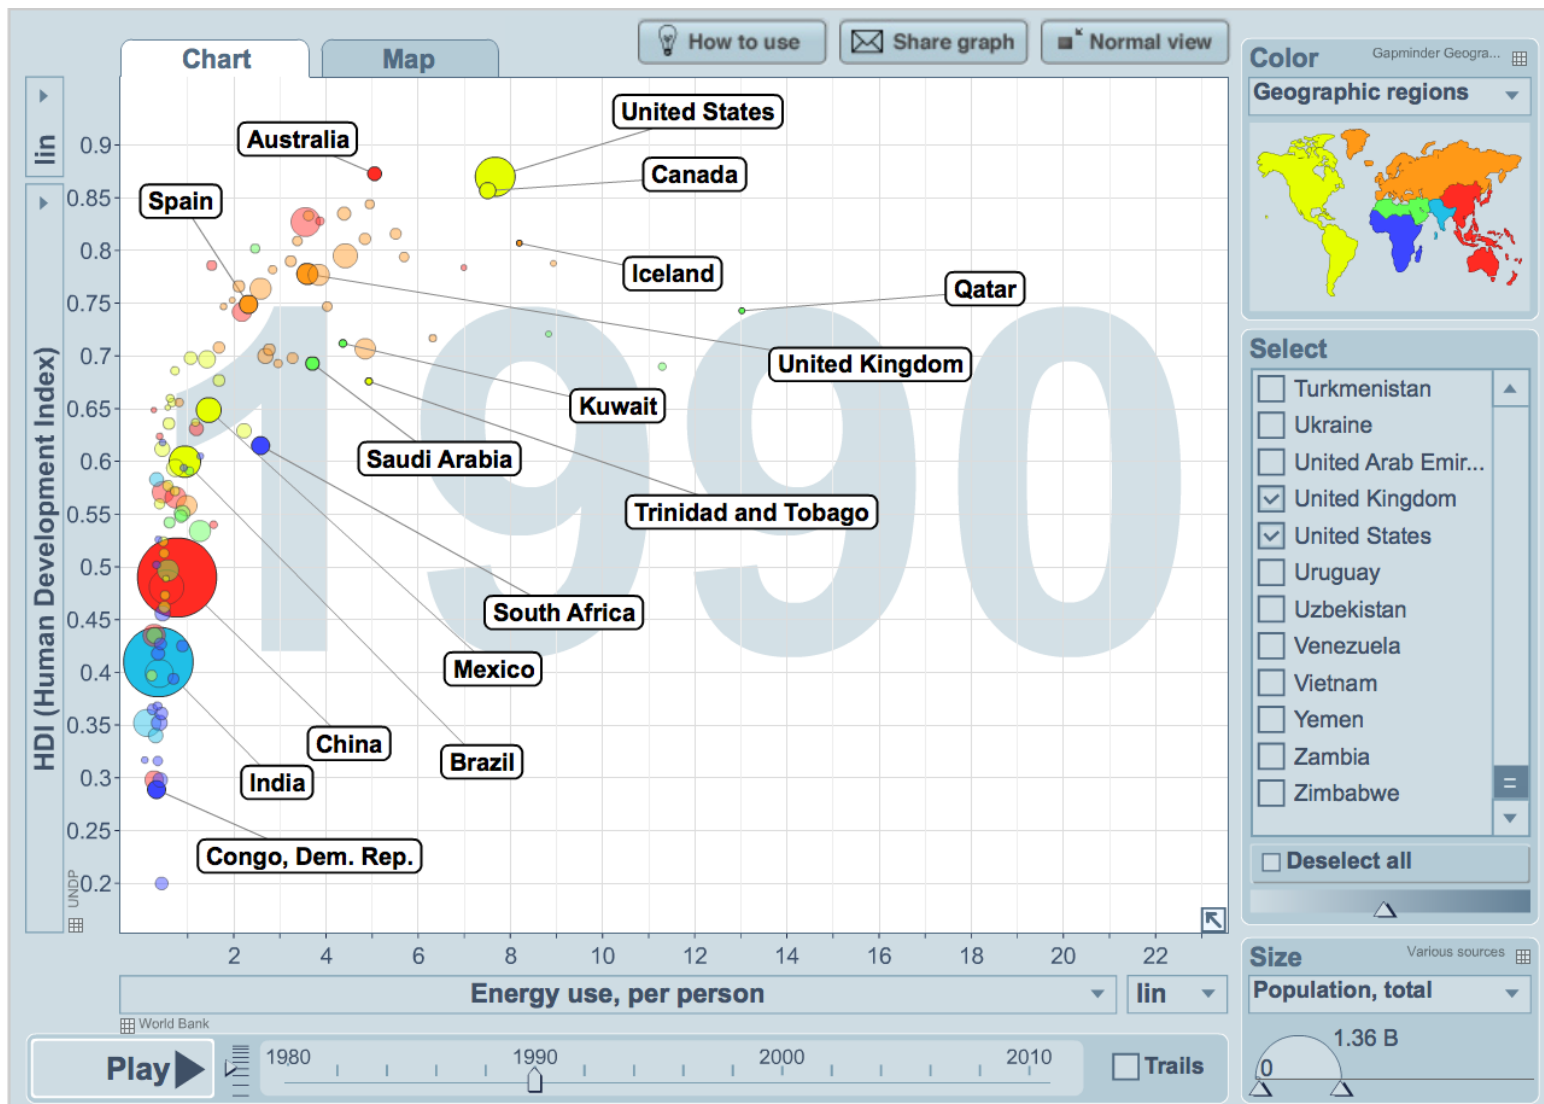 How to use
Share graph
Normal view
Chart
Map
lin
HDI (Human Development Index)
UNDP
0.9
0.85
0.8
0.75
0.7
0.65
0.6
0.55
0.5
0.45
0.4
0.35
0.3
0.25
0.2
1990
United States
Australia
Canada
Spain
Iceland
Qatar
United Kingdom
Kuwait
Saudi Arabia
Trinidad and Tobago
South Africa
Mexico
China
Brazil
India
Congo, Dem. Rep.
2 4 6 8 10 12 14 16 18 20 22
Energy use, per person
lin
World Bank
Play
1980 1990 2000 2010
Trails
Color
Gapminder Geogra...
Geographic regions
Select
Turkmenistan
Ukraine
United Arab Emir...
United Kingdom
United States
Uruguay
Uzbekistan
Venezuela
Vietnam
Yemen
Zambia
Zimbabwe
Deselect all
Size
Various sources
Population, total
1.36 B
0